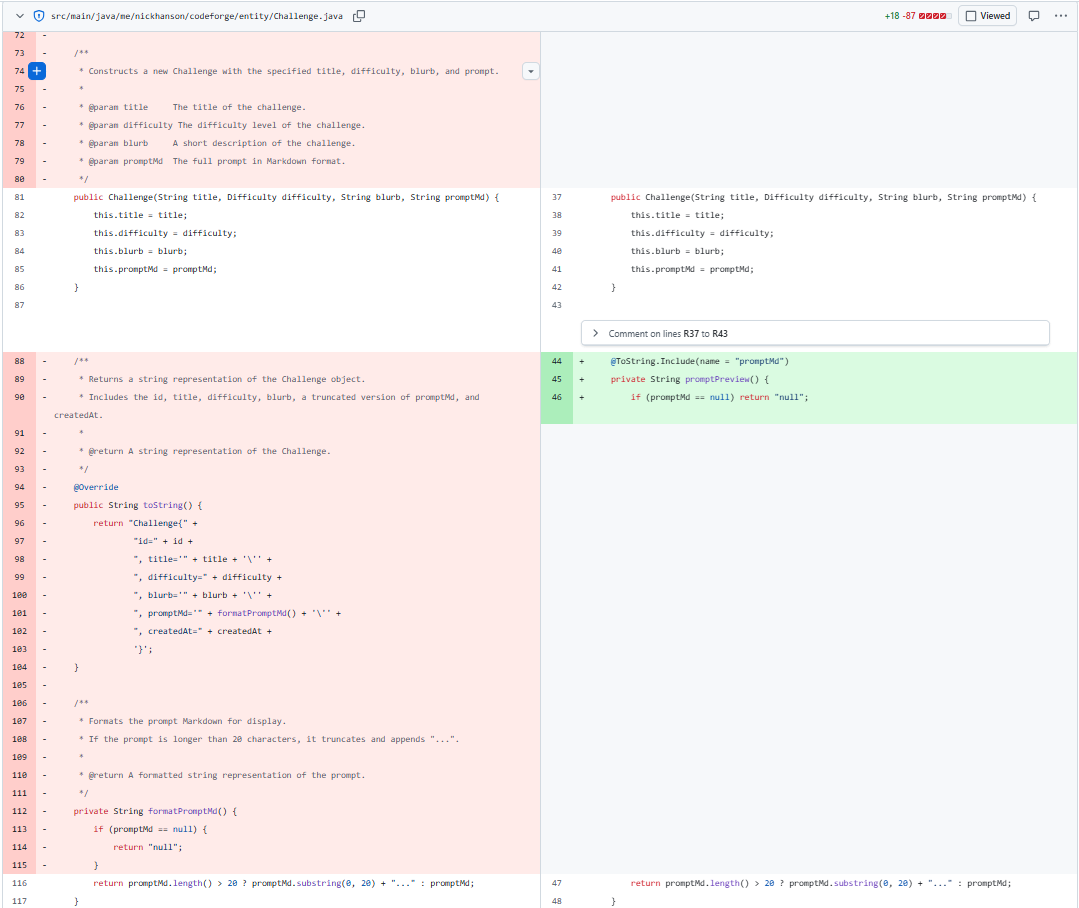 src/main/java/me/nickhanson/codeforge/entity/Challenge.java +18 -87 Viewed
72 -
73 - /**
74 - * Constructs a new Challenge with the specified title, difficulty, blurb, and prompt.
75 - *
76 - * @param title The title of the challenge.
77 - * @param difficulty The difficulty level of the challenge.
78 - * @param blurb A short description of the challenge.
79 - * @param promptMd The full prompt in Markdown format.
80 - */
81 public Challenge(String title, Difficulty difficulty, String blurb, String promptMd) {
82 this.title = title;
83 this.difficulty = difficulty;
84 this.blurb = blurb;
85 this.promptMd = promptMd;
86 }
87
88 - /**
89 - * Returns a string representation of the Challenge object.
90 - * Includes the id, title, difficulty, blurb, a truncated version of promptMd, and
createdAt.
91 - *
92 - * @return A string representation of the Challenge.
93 - */
94 - @Override
95 - public String toString() {
96 - return "Challenge{" +
97 - "id=" + id +
98 - ", title='" + title + '\'' +
99 - ", difficulty=" + difficulty +
100 - ", blurb='" + blurb + '\'' +
101 - ", promptMd='" + formatPromptMd() + '\'' +
102 - ", createdAt=" + createdAt +
103 - '}';
104 - }
105 -
106 - /**
107 - * Formats the prompt Markdown for display.
108 - * If the prompt is longer than 20 characters, it truncates and appends "...".
109 - *
110 - * @return A formatted string representation of the prompt.
111 - */
112 - private String formatPromptMd() {
113 - if (promptMd == null) {
114 - return "null";
115 - }
116 return promptMd.length() > 20 ? promptMd.substring(0, 20) + "..." : promptMd;
117 }
37 public Challenge(String title, Difficulty difficulty, String blurb, String promptMd) {
38 this.title = title;
39 this.difficulty = difficulty;
40 this.blurb = blurb;
41 this.promptMd = promptMd;
42 }
43
Comment on lines R37 to R43
44 + @ToString.Include(name = "promptMd")
45 + private String promptPreview() {
46 + if (promptMd == null) return "null";
47 return promptMd.length() > 20 ? promptMd.substring(0, 20) + "..." : promptMd;
48 }